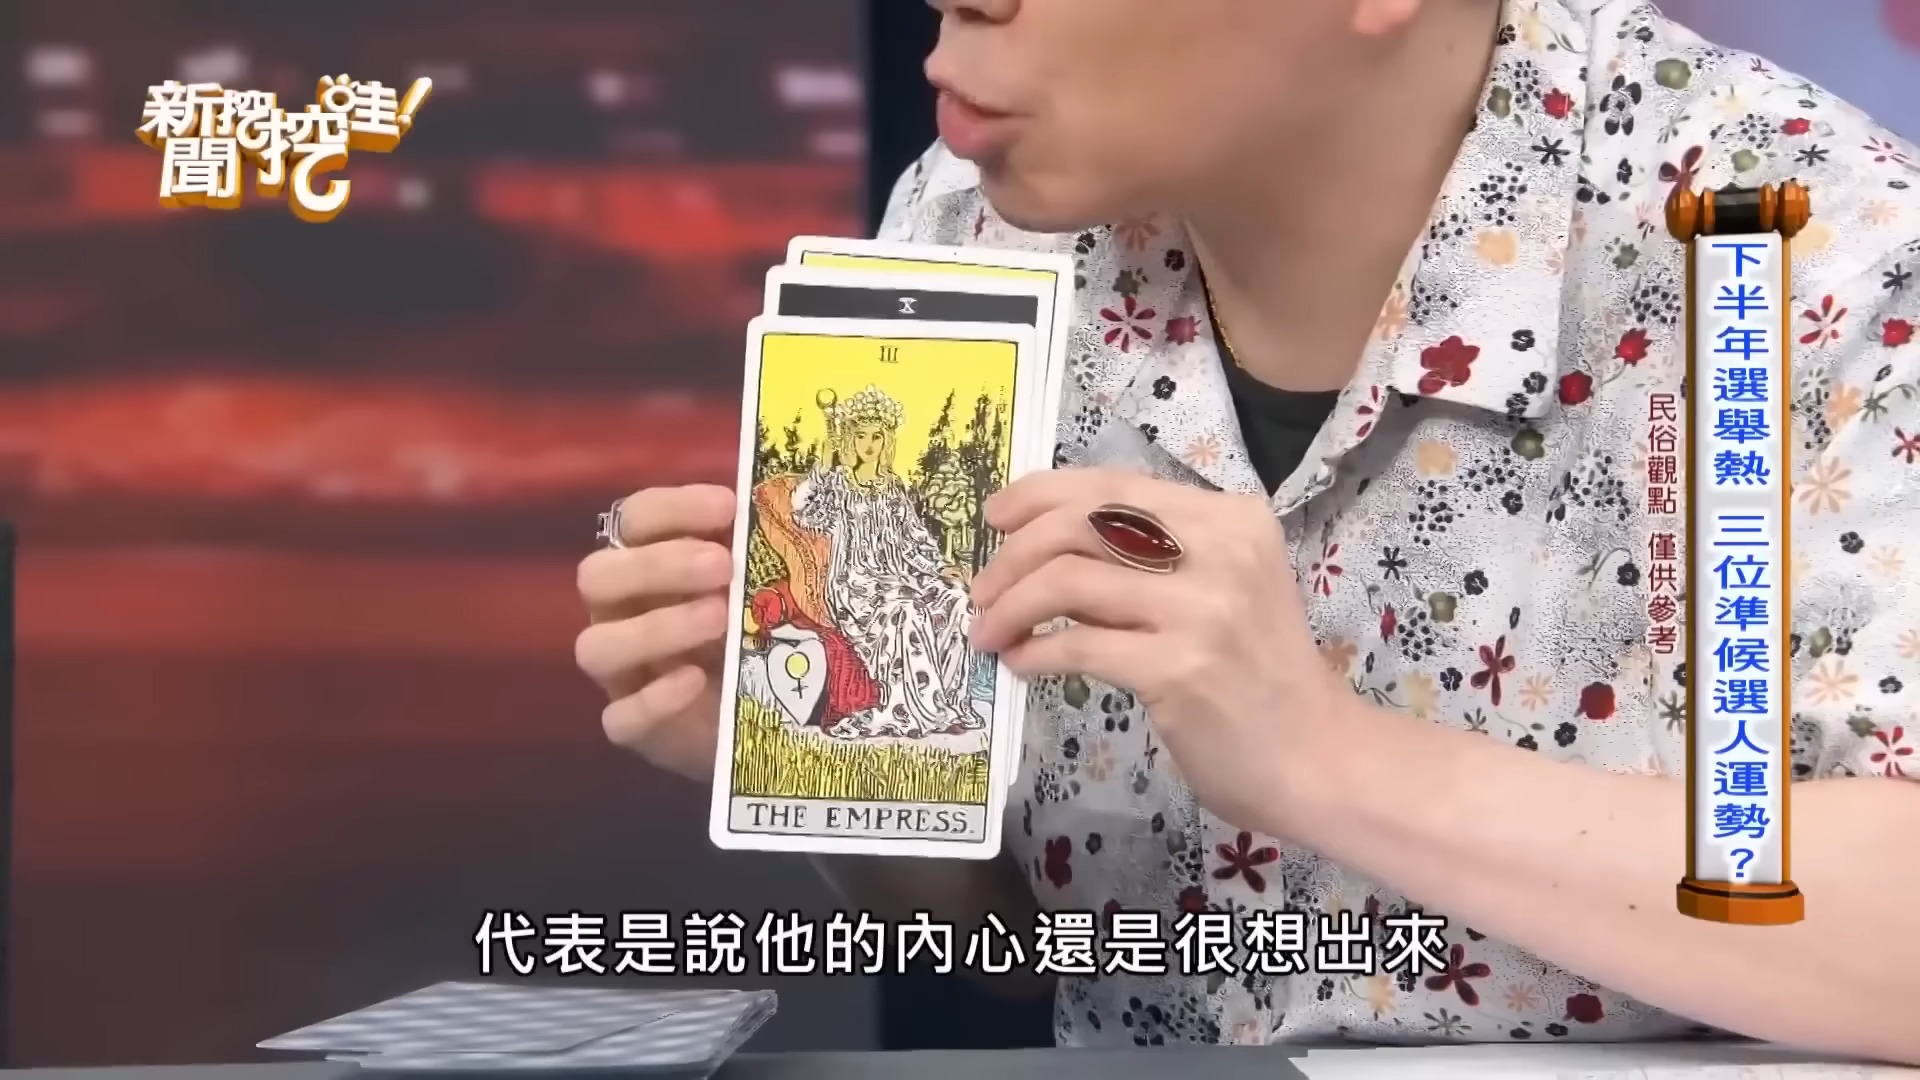 新聞挖挖哇!
下半年選舉熱 三位準候選人運勢?
民俗觀點 僅供參考
X
III
THE EMPRESS.
代表是說他的內心還是很想出來